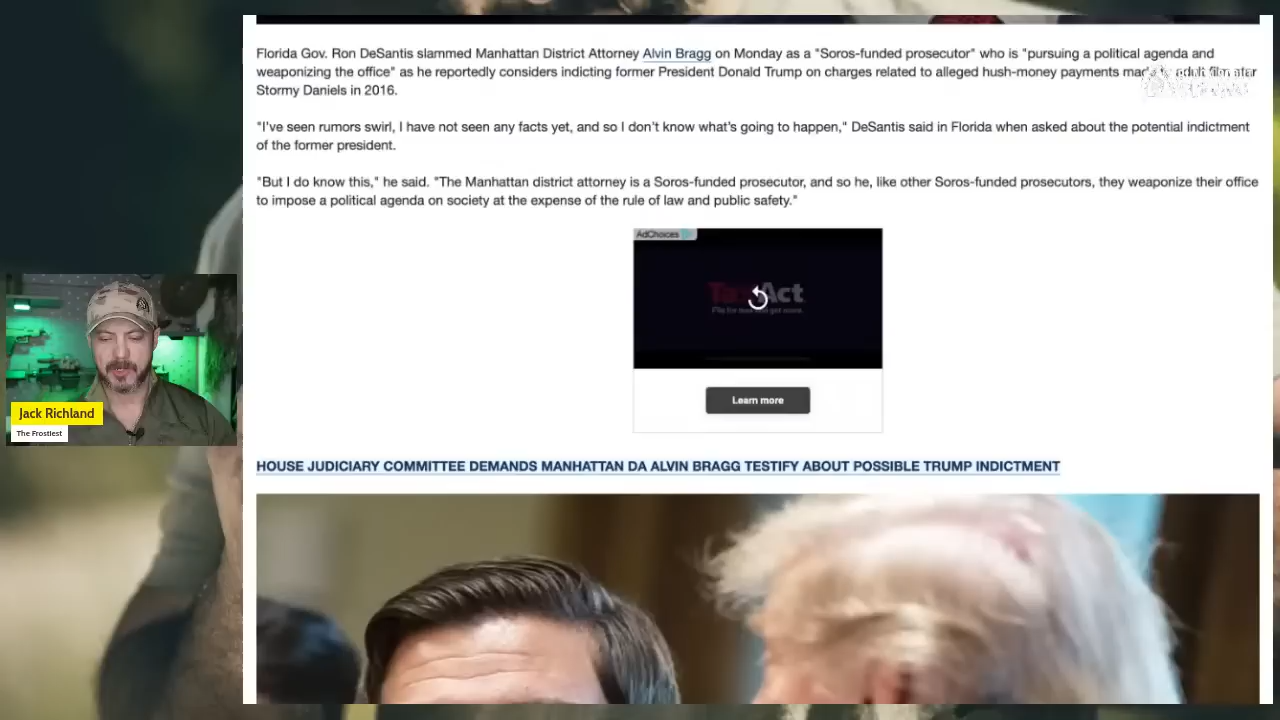 Florida Gov. Ron DeSantis slammed Manhattan District Attorney Alvin Bragg on Monday as a "Soros-funded prosecutor" who is "pursuing a political agenda and
weaponizing the office" as he reportedly considers indicting former President Donald Trump on charges related to alleged hush-money payments
Stormy Daniels in 2016.
"I've seen rumors swirl, I have not seen any facts yet, and so I don't know what's going to happen," DeSantis said in Florida when asked about the potential indictment
of the former president.
"But I do know this," he said. "The Manhattan district attorney is a Soros-funded prosecutor, and so he, like other Soros-funded prosecutors, they weaponize their office
to impose a political agenda on society at the expense of the rule of law and public safety."
AdChoices
TaxAct
Learn more
Jack Richland
The Frostiest
HOUSE JUDICIARY COMMITTEE DEMANDS MANHATTAN DA ALVIN BRAGG TESTIFY ABOUT POSSIBLE TRUMP INDICTMENT